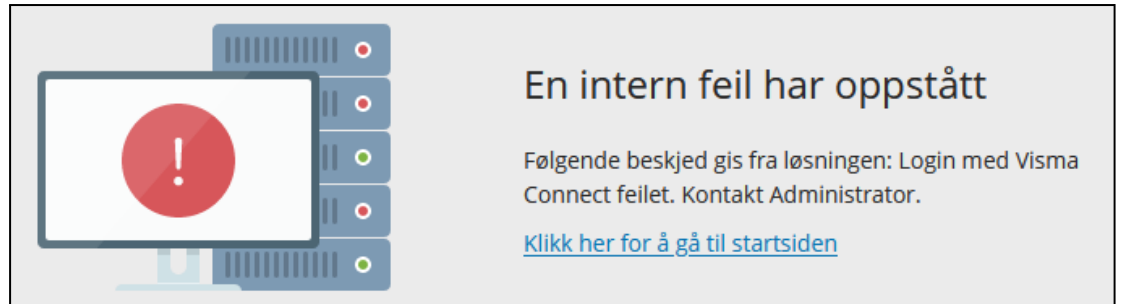 En intern feil har oppstått
Følgende beskjed gis fra løsningen: Login med Visma
Connect feilet. Kontakt Administrator.
Klikk her for å gå til startsiden